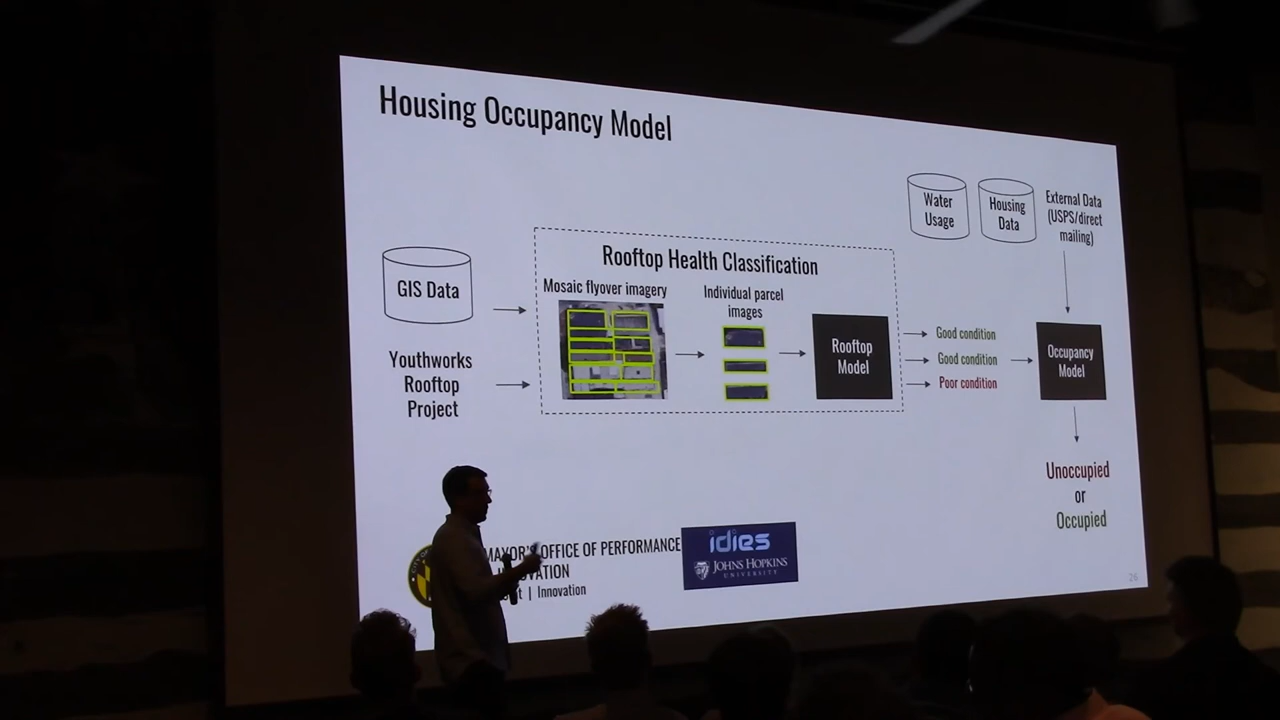 Housing Occupancy Model
Water
Usage
Housing
Data
External Data
(USPS/direct
mailing)
GIS Data
Youthworks
Rooftop
Project
Rooftop Health Classification
Mosaic flyover imagery
Individual parcel
images
Rooftop
Model
Good condition
Good condition
Poor condition
Occupancy
Model
Unoccupied
or
Occupied
MAYOR'S OFFICE OF PERFORMANCE
| Innovation
idies
JOHNS HOPKINS
UNIVERSITY
26